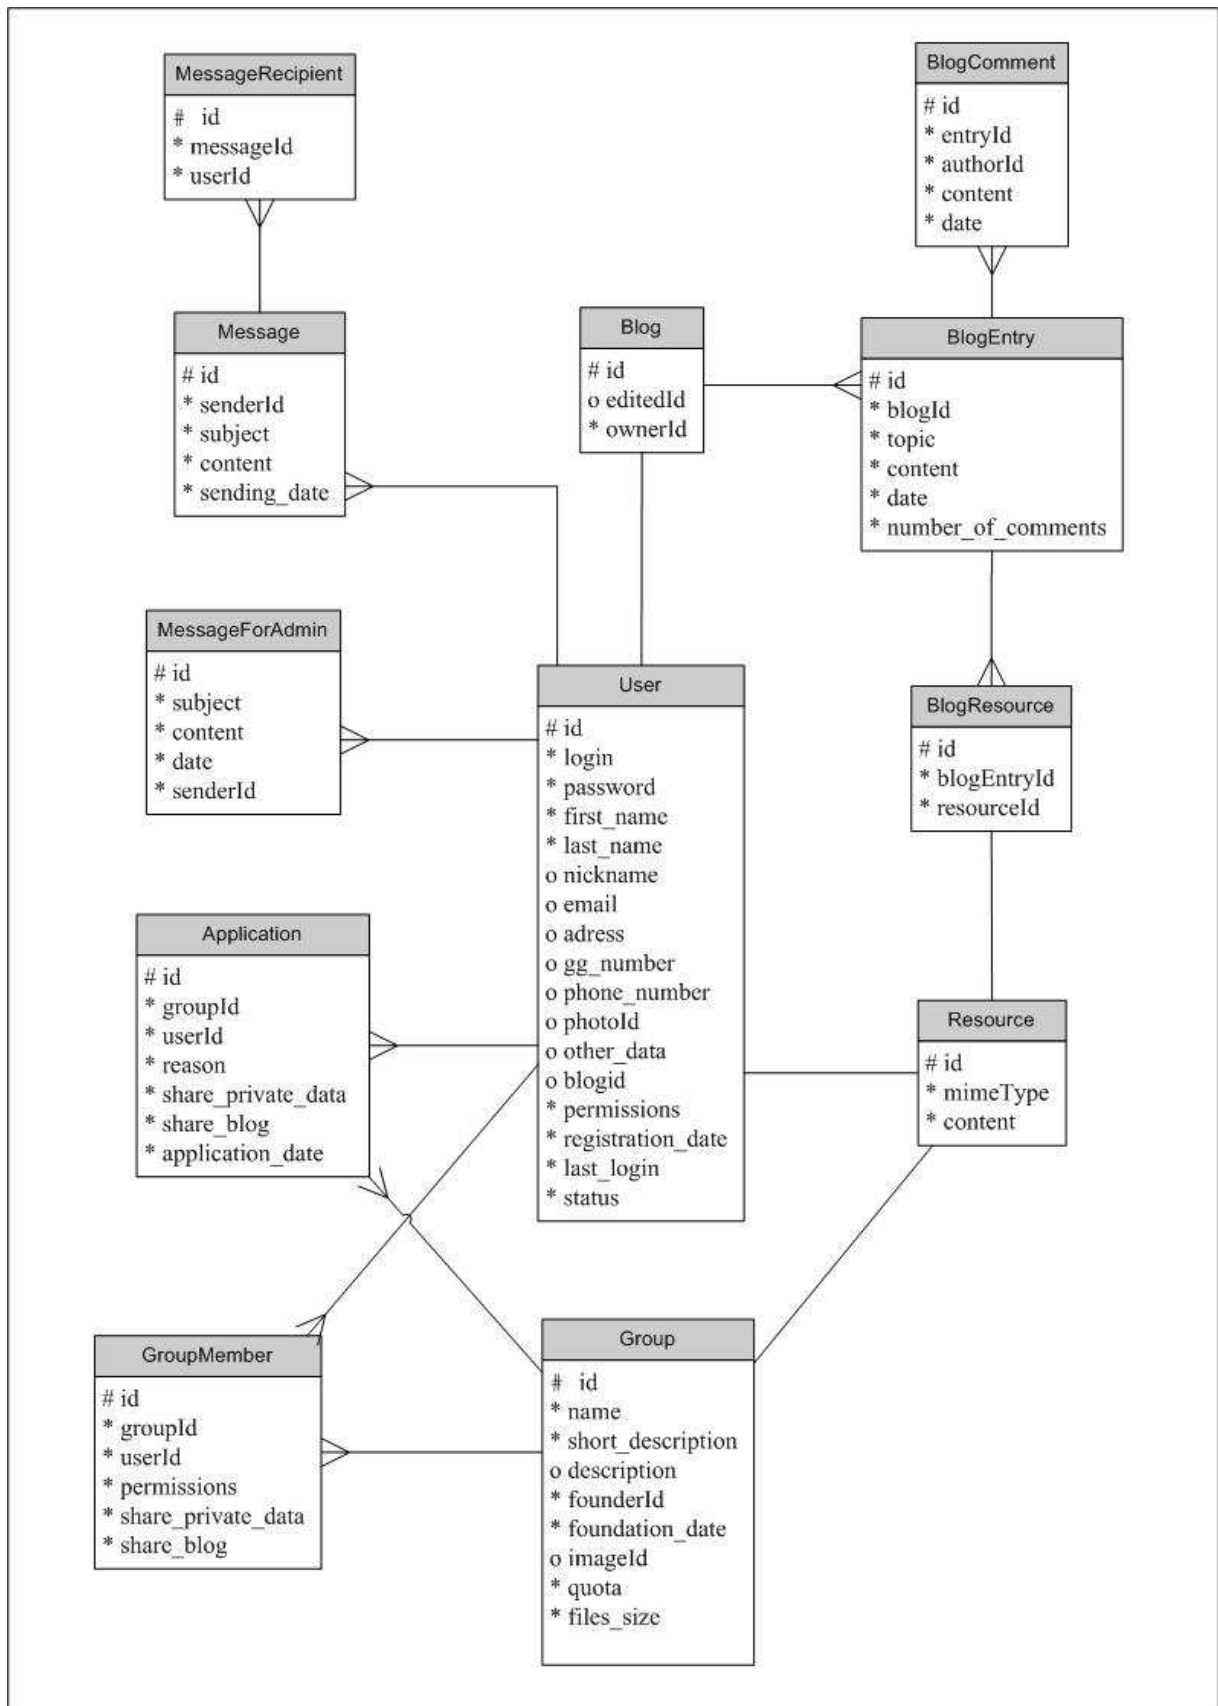 MessageRecipient
# id
* messageId
* userId
BlogComment
# id
* entryId
* authorId
* content
* date
Message
# id
* senderId
* subject
* content
* sending_date
Blog
# id
o editedId
* ownerId
BlogEntry
# id
* blogId
* topic
* content
* date
* number_of_comments
MessageForAdmin
# id
* subject
* content
* date
* senderId
User
# id
* login
* password
* first_name
* last_name
o nickname
o email
o adress
o gg_number
o phone_number
o photoId
o other_data
o blogid
* permissions
* registration_date
* last_login
* status
BlogResource
# id
* blogEntryId
* resourceId
Application
# id
* groupId
* userId
* reason
* share_private_data
* share_blog
* application_date
Resource
# id
* mimeType
* content
GroupMember
# id
* groupId
* userId
* permissions
* share_private_data
* share_blog
Group
# id
* name
* short_description
o description
* founderId
* foundation_date
o imageId
* quota
* files_size